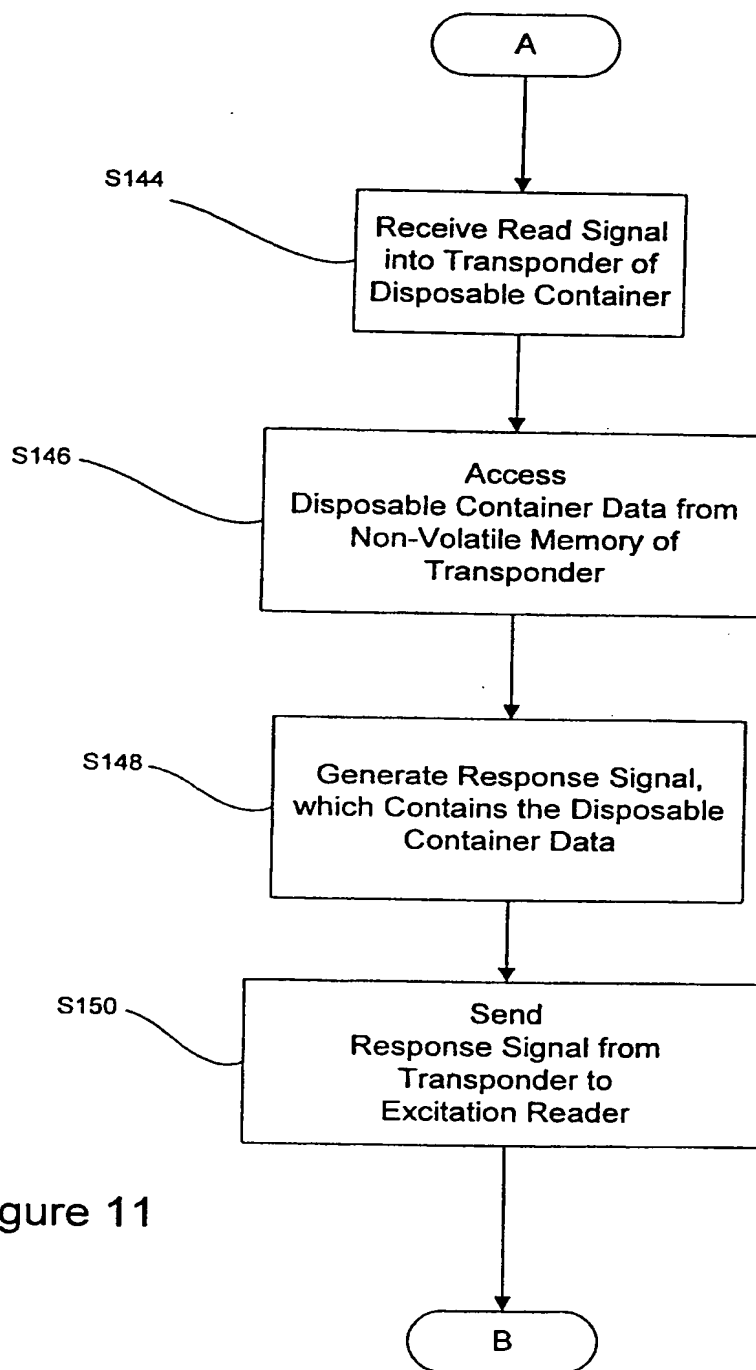 A
S144
Receive Read Signal
into Transponder of
Disposable Container
S146
Access
Disposable Container Data from
Non-Volatile Memory of
Transponder
S148
Generate Response Signal,
which Contains the Disposable
Container Data
S150
Send
Response Signal from
Transponder to
Excitation Reader
gure 11
B